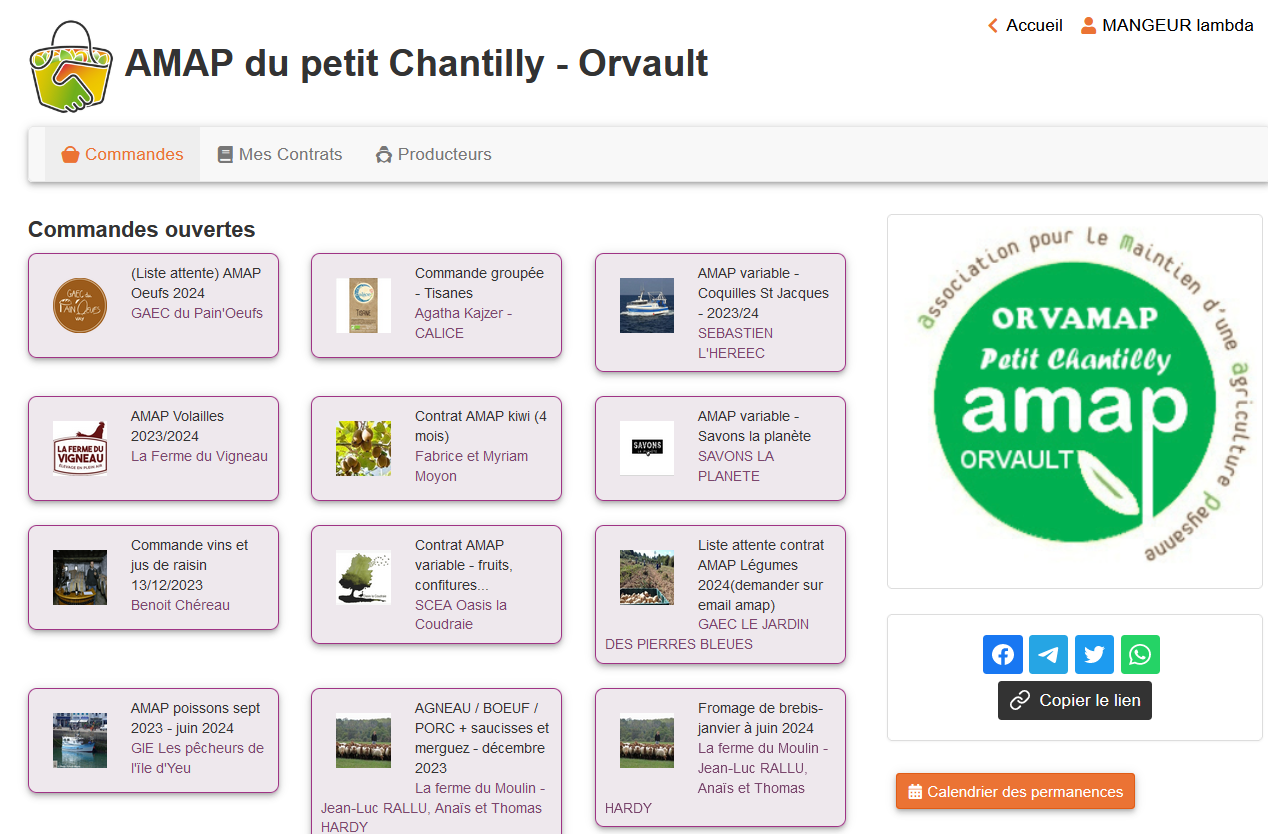 Accueil MANGEUR lambda
AMAP du petit Chantilly - Orvault
Commandes Mes Contrats Producteurs
Commandes ouvertes
(Liste attente) AMAP
Oeufs 2024
GAEC du Pain'Oeufs
Commande groupée
- Tisanes
Agatha Kajzer -
CALICE
AMAP variable -
Coquilles St Jacques
- 2023/24
SEBASTIEN
L'HEREEC
AMAP Volailles
2023/2024
La Ferme du Vigneau
LA FERME DU
VIGNEAU
Contrat AMAP kiwi (4
mois)
Fabrice et Myriam
Moyon
SAVONS
AMAP variable -
Savons la planète
SAVONS LA
PLANETE
Commande vins et
jus de raisin
13/12/2023
Benoit Chéreau
Contrat AMAP
variable - fruits,
confitures...
SCEA Oasis la
Coudraie
Liste attente contrat
AMAP Légumes
2024(demander sur
email amap)
GAEC LE JARDIN
DES PIERRES BLEUES
AMAP poissons sept
2023 - juin 2024
GIE Les pêcheurs de
l'île d'Yeu
AGNEAU / BOEUF /
PORC + saucisses et
merguez - décembre
2023
La ferme du Moulin -
Jean-Luc RALLU, Anaïs et Thomas
HARDY
Fromage de brebis-
janvier à juin 2024
La ferme du Moulin -
Jean-Luc RALLU,
Anaïs et Thomas
HARDY
association pour Le Maintien d'une agriculture paysanne
ORVAMAP
Petit Chantilly
amap
ORVAULT
Copier le lien
Calendrier des permanences